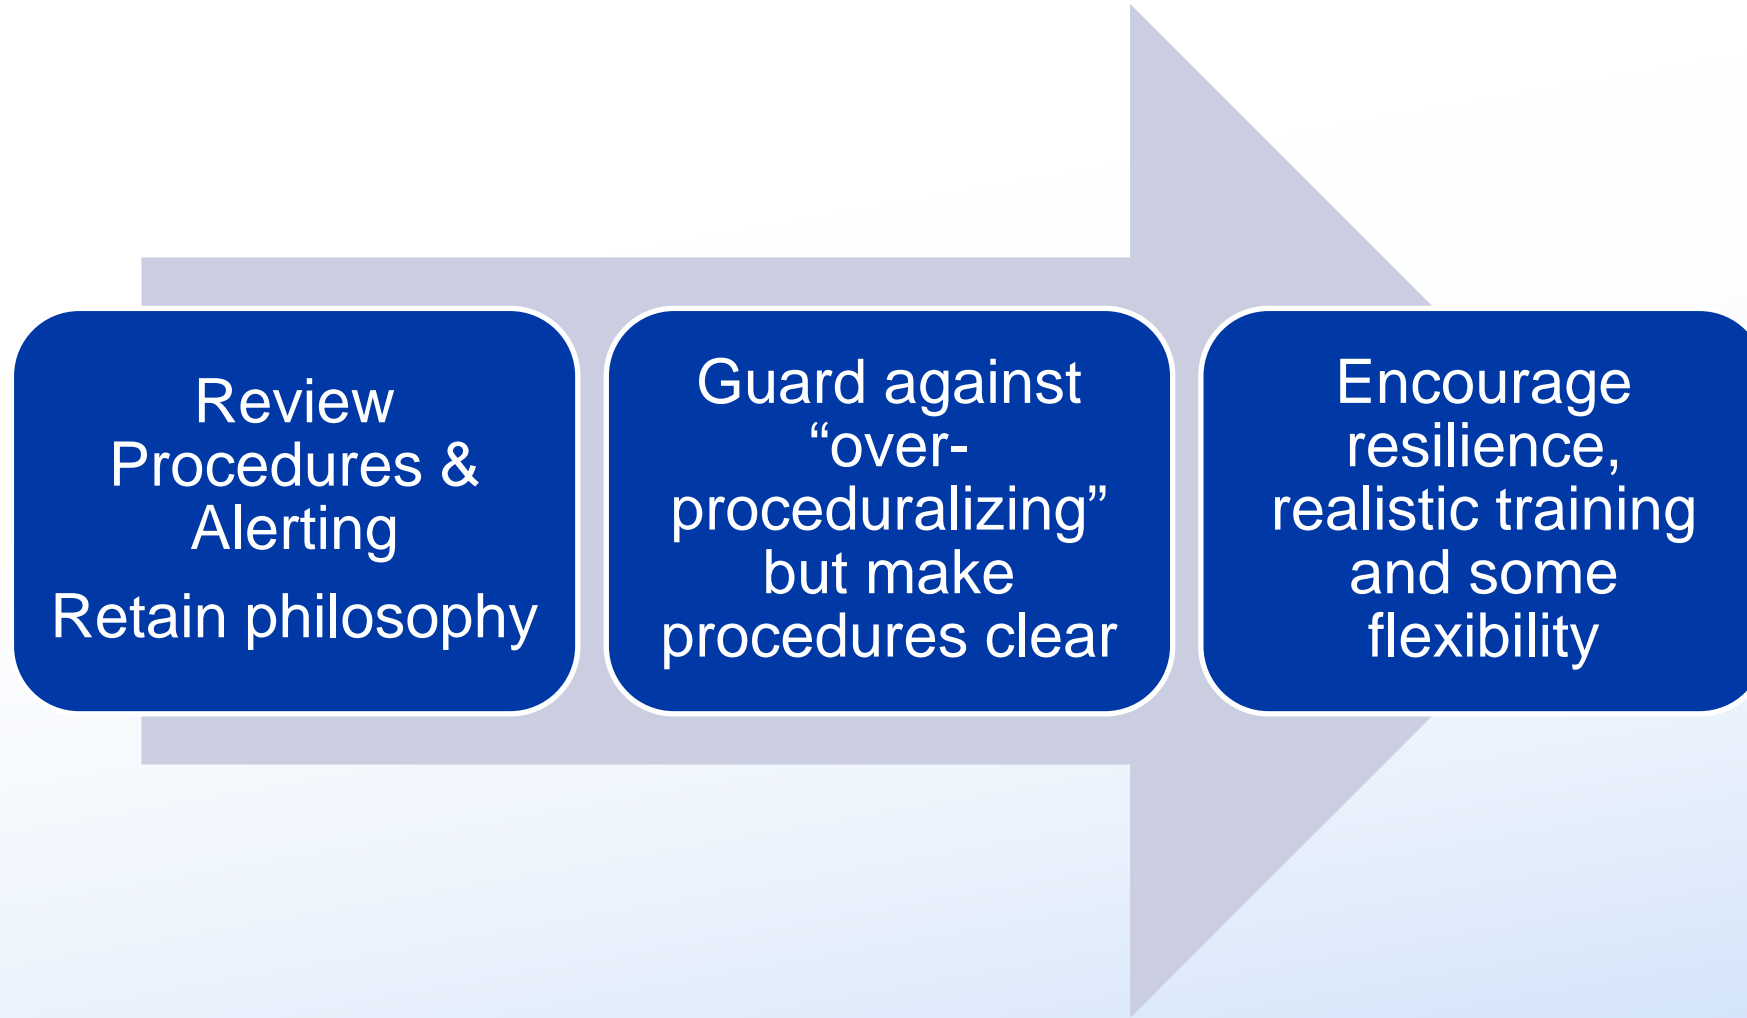 Review
Procedures &
Alerting
Retain philosophy
Guard against
“over-
proceduralizing”
but make
procedures clear
Encourage
resilience,
realistic training
and some
flexibility